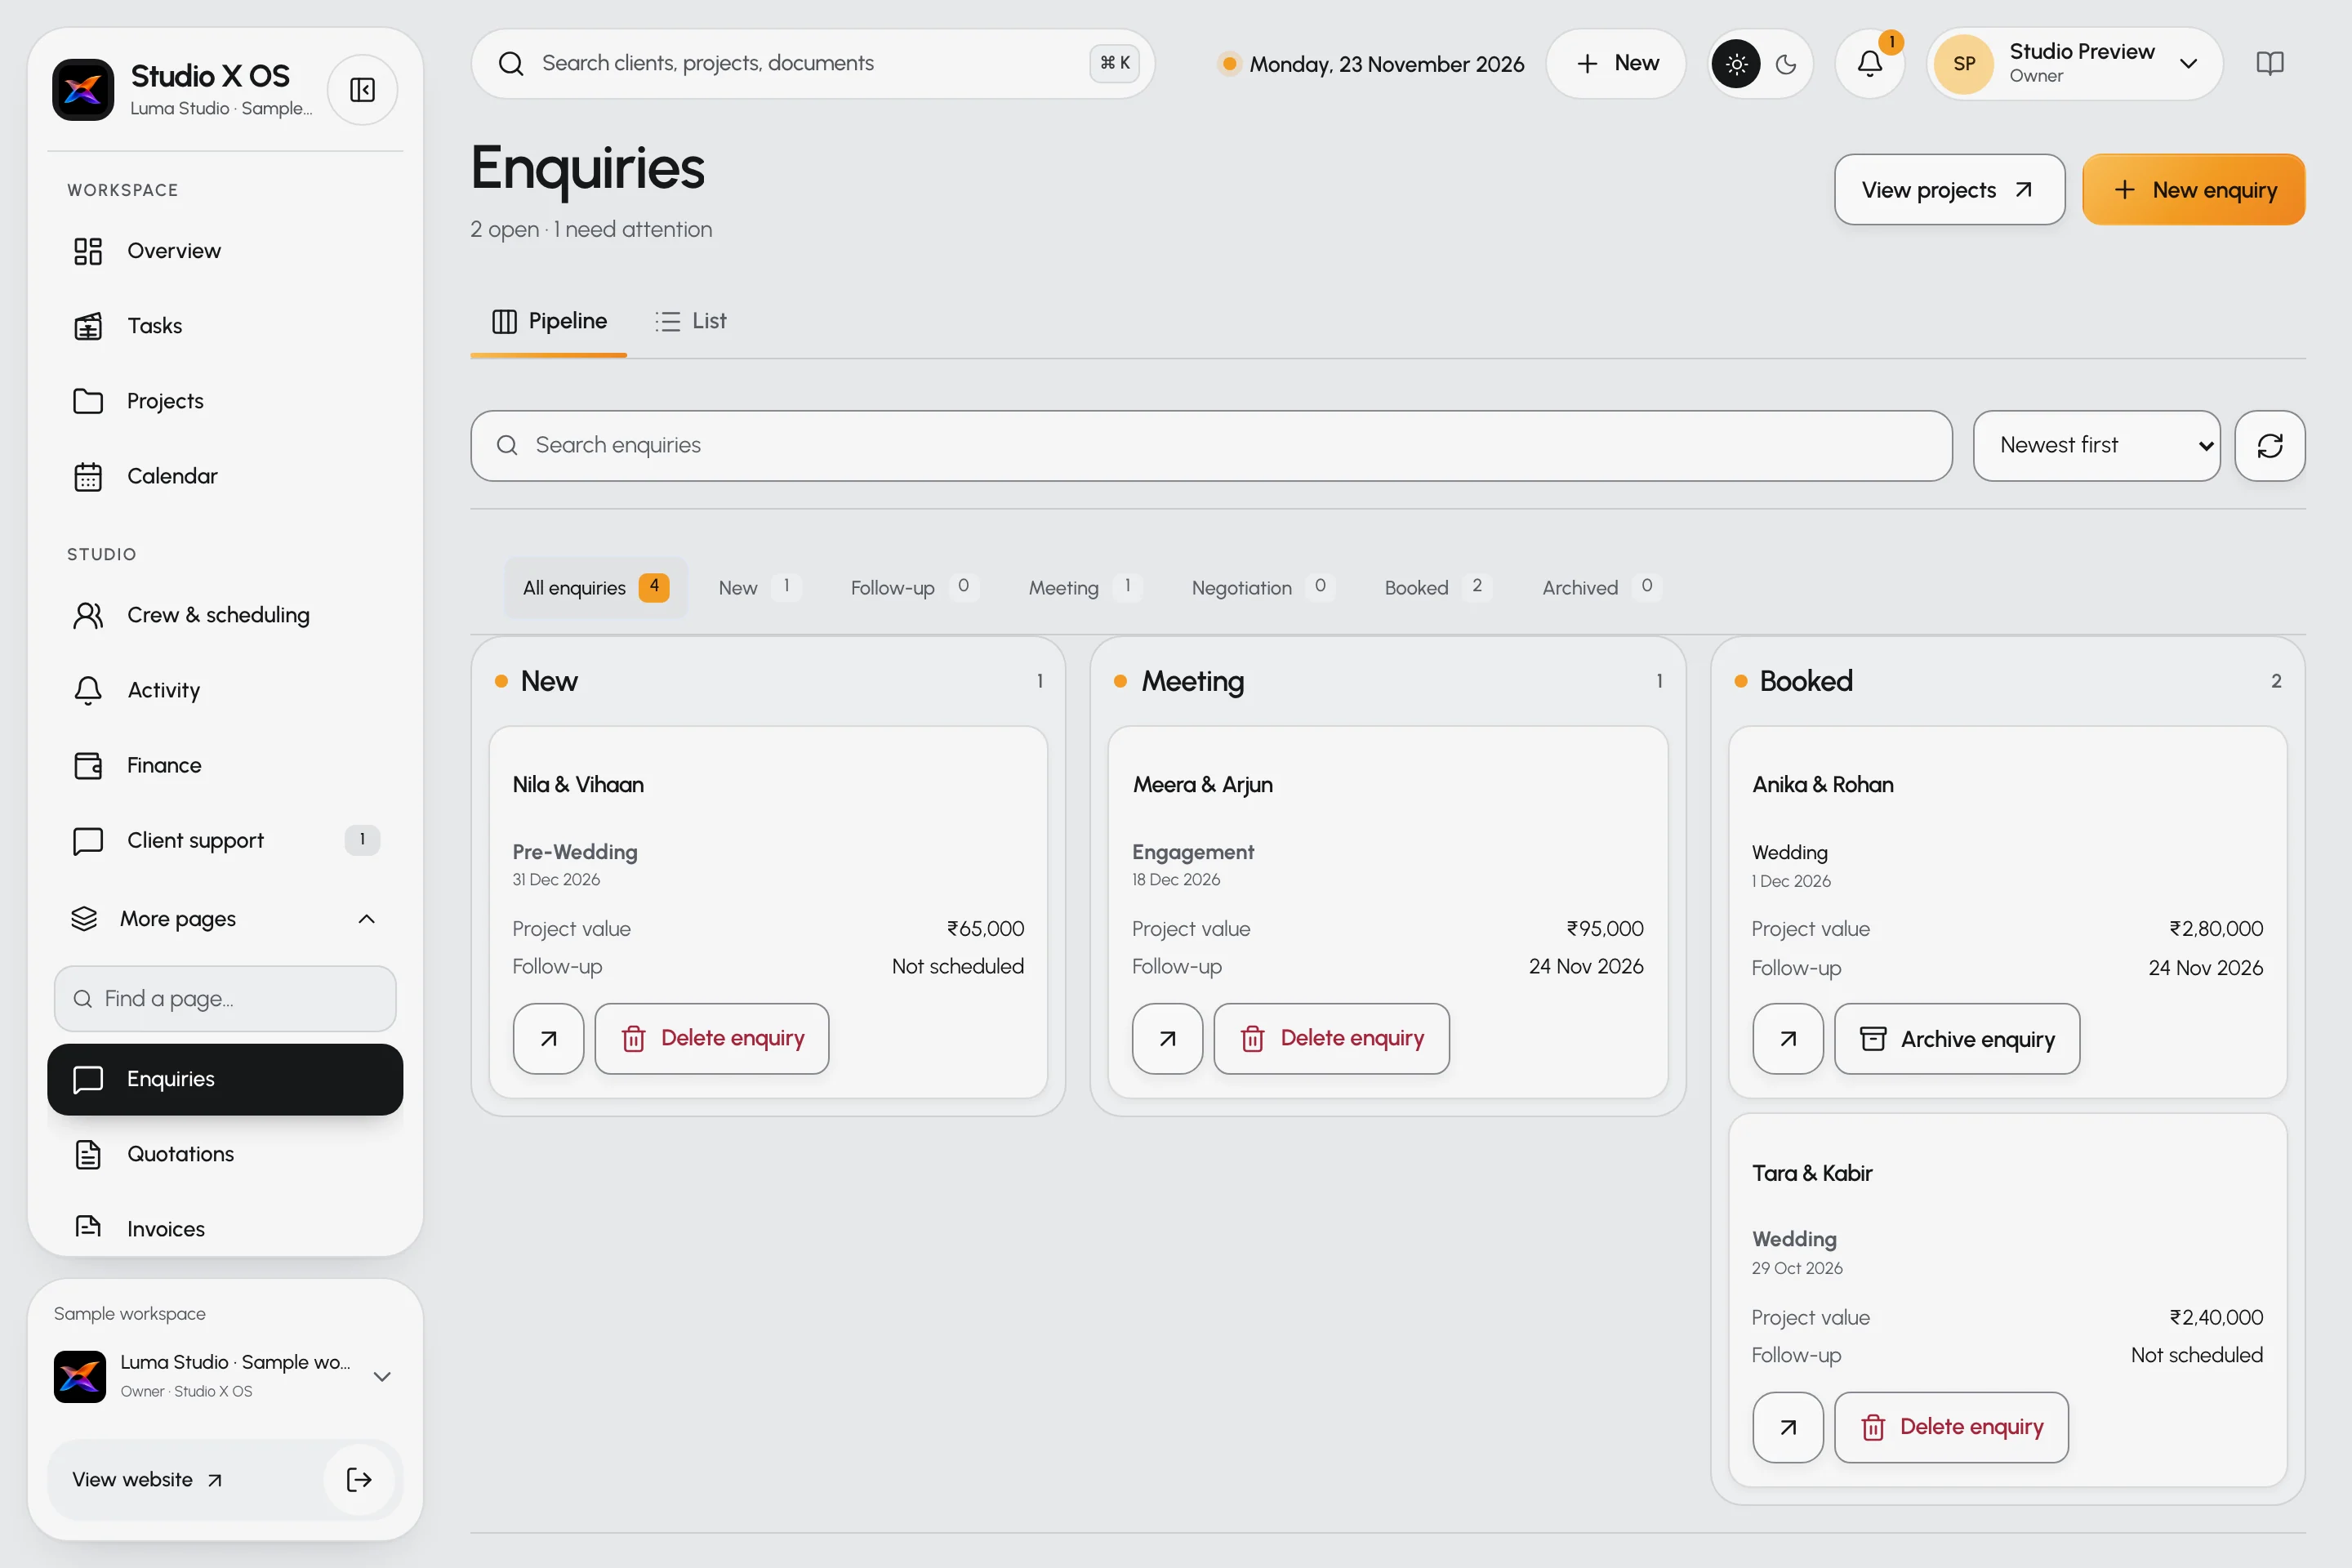 Studio X OS
Luma Studio · Sample...
WORKSPACE
Overview
Tasks
Projects
Calendar
STUDIO
Crew & scheduling
Activity
Finance
Client support 1
More pages
Find a page...
Enquiries
Quotations
Invoices
Sample workspace
Luma Studio · Sample wo...
Owner · Studio X OS
View website
Search clients, projects, documents ⌘ K
Monday, 23 November 2026
New
1
SP
Studio Preview
Owner
Enquiries
2 open · 1 need attention
View projects
New enquiry
Pipeline
List
Search enquiries
Newest first
All enquiries 4
New 1
Follow-up 0
Meeting 1
Negotiation 0
Booked 2
Archived 0
New 1
Nila & Vihaan
Pre-Wedding
31 Dec 2026
Project value ₹65,000
Follow-up Not scheduled
Delete enquiry
Meeting 1
Meera & Arjun
Engagement
18 Dec 2026
Project value ₹95,000
Follow-up 24 Nov 2026
Delete enquiry
Booked 2
Anika & Rohan
Wedding
1 Dec 2026
Project value ₹2,80,000
Follow-up 24 Nov 2026
Archive enquiry
Tara & Kabir
Wedding
29 Oct 2026
Project value ₹2,40,000
Follow-up Not scheduled
Delete enquiry